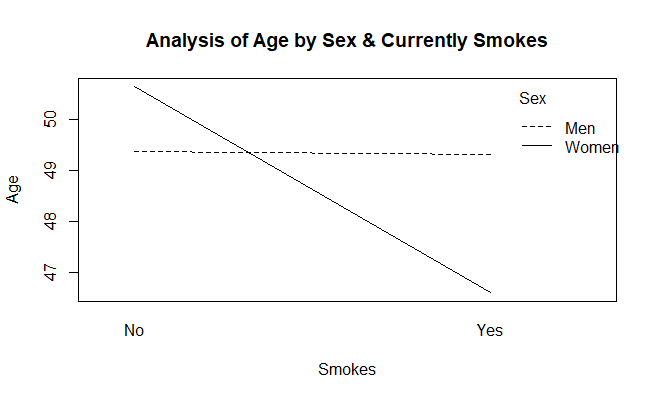 Analysis of Age by Sex & Currently Smokes
Sex
Men
Women
50
49
48
47
Age
No
Yes
Smokes